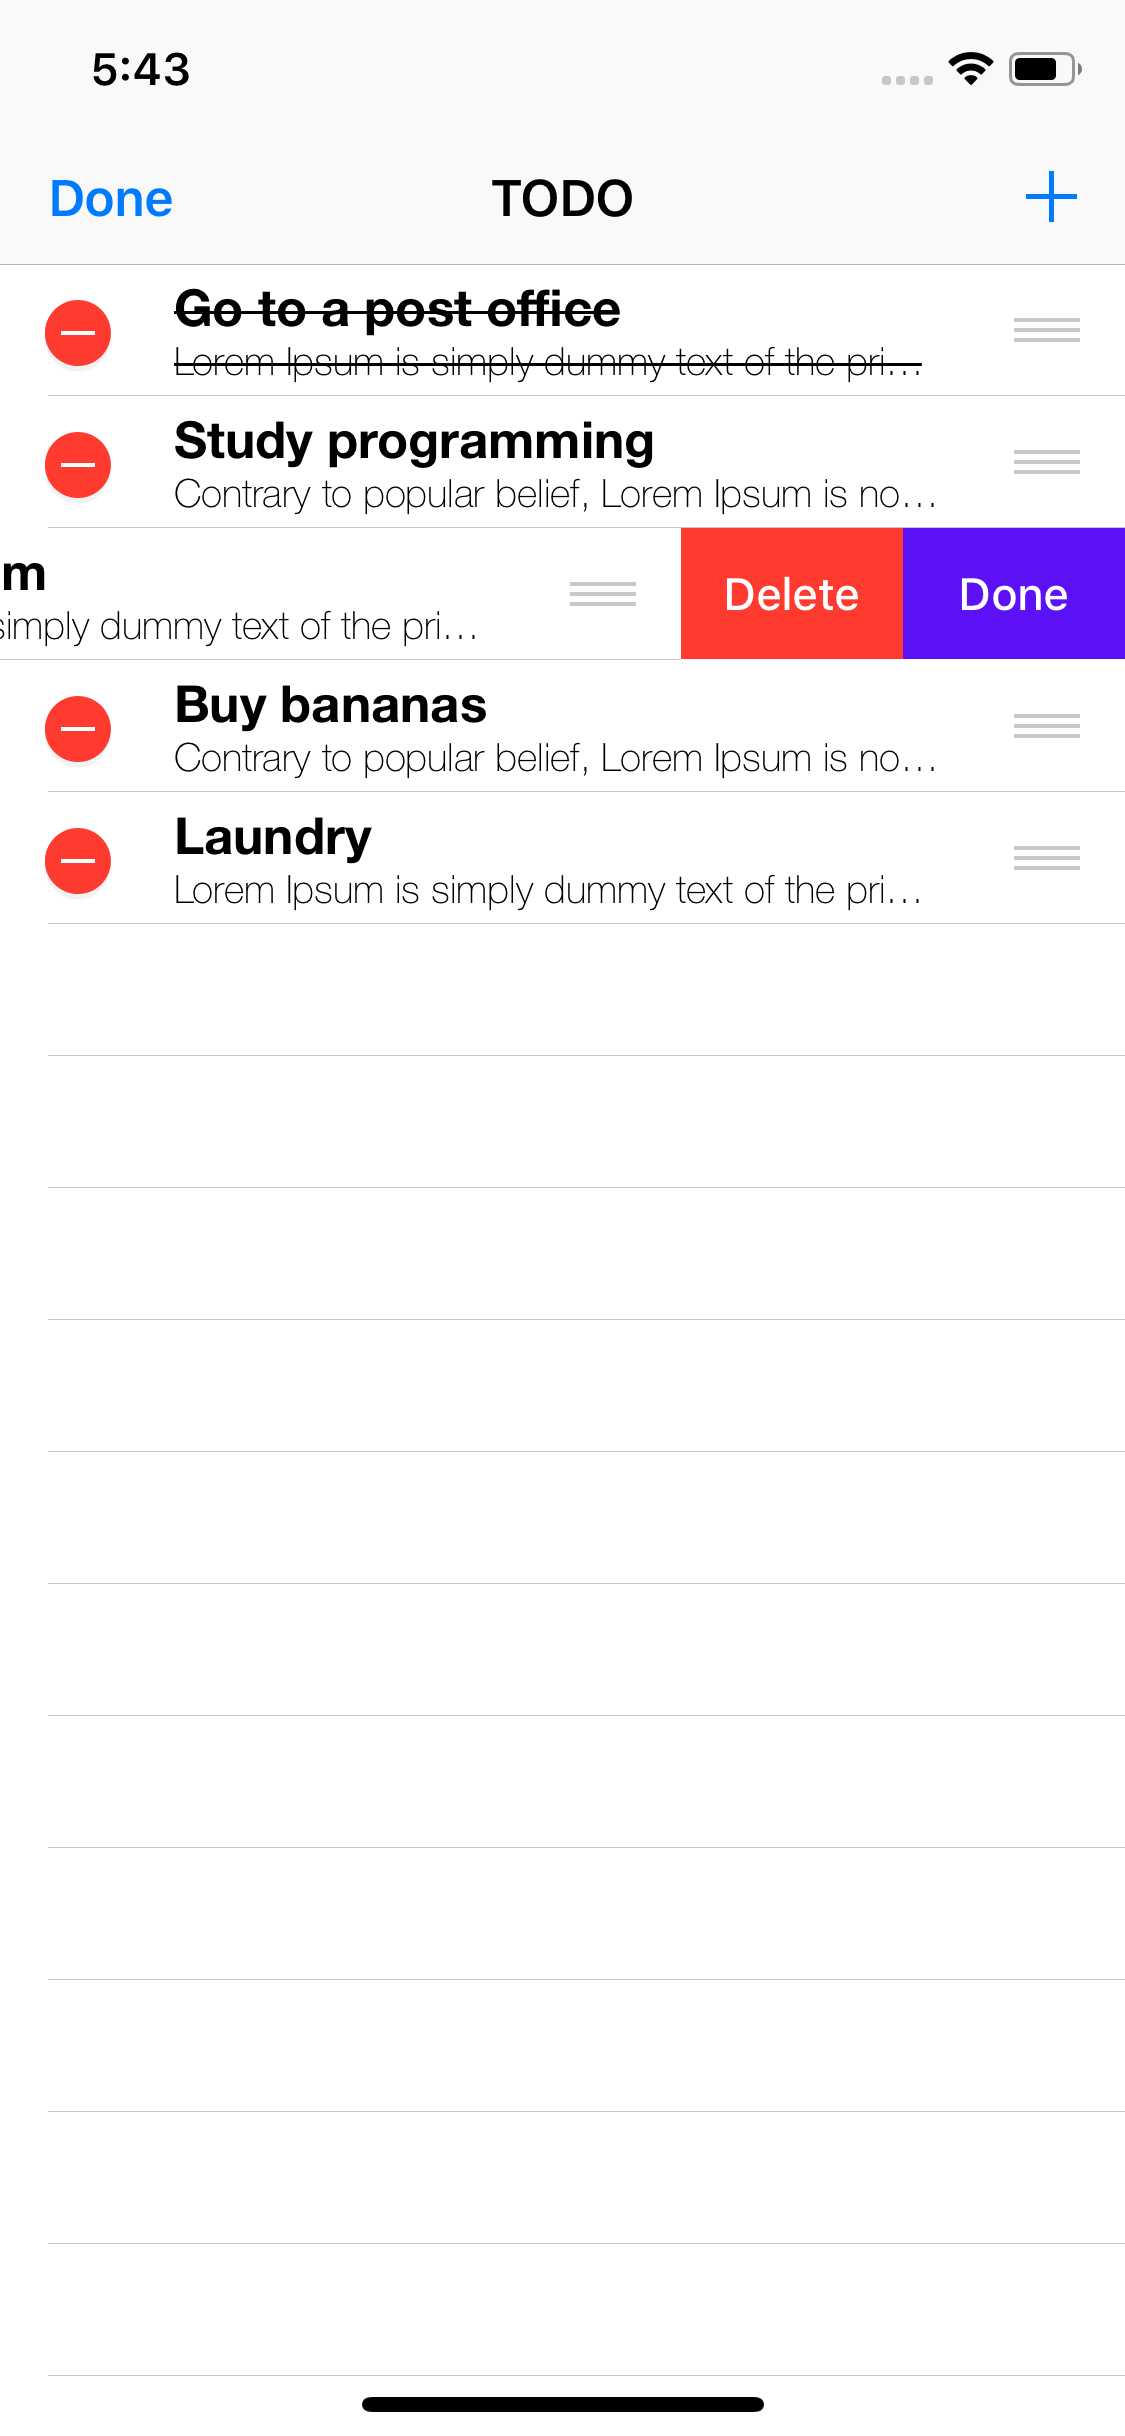 5:43
Done TODO
Go to a post office
Lorem Ipsum is simply dummy text of the pri...
Study programming
Contrary to popular belief, Lorem Ipsum is no...
m
simply dummy text of the pri...
Delete Done
Buy bananas
Contrary to popular belief, Lorem Ipsum is no...
Laundry
Lorem Ipsum is simply dummy text of the pri...